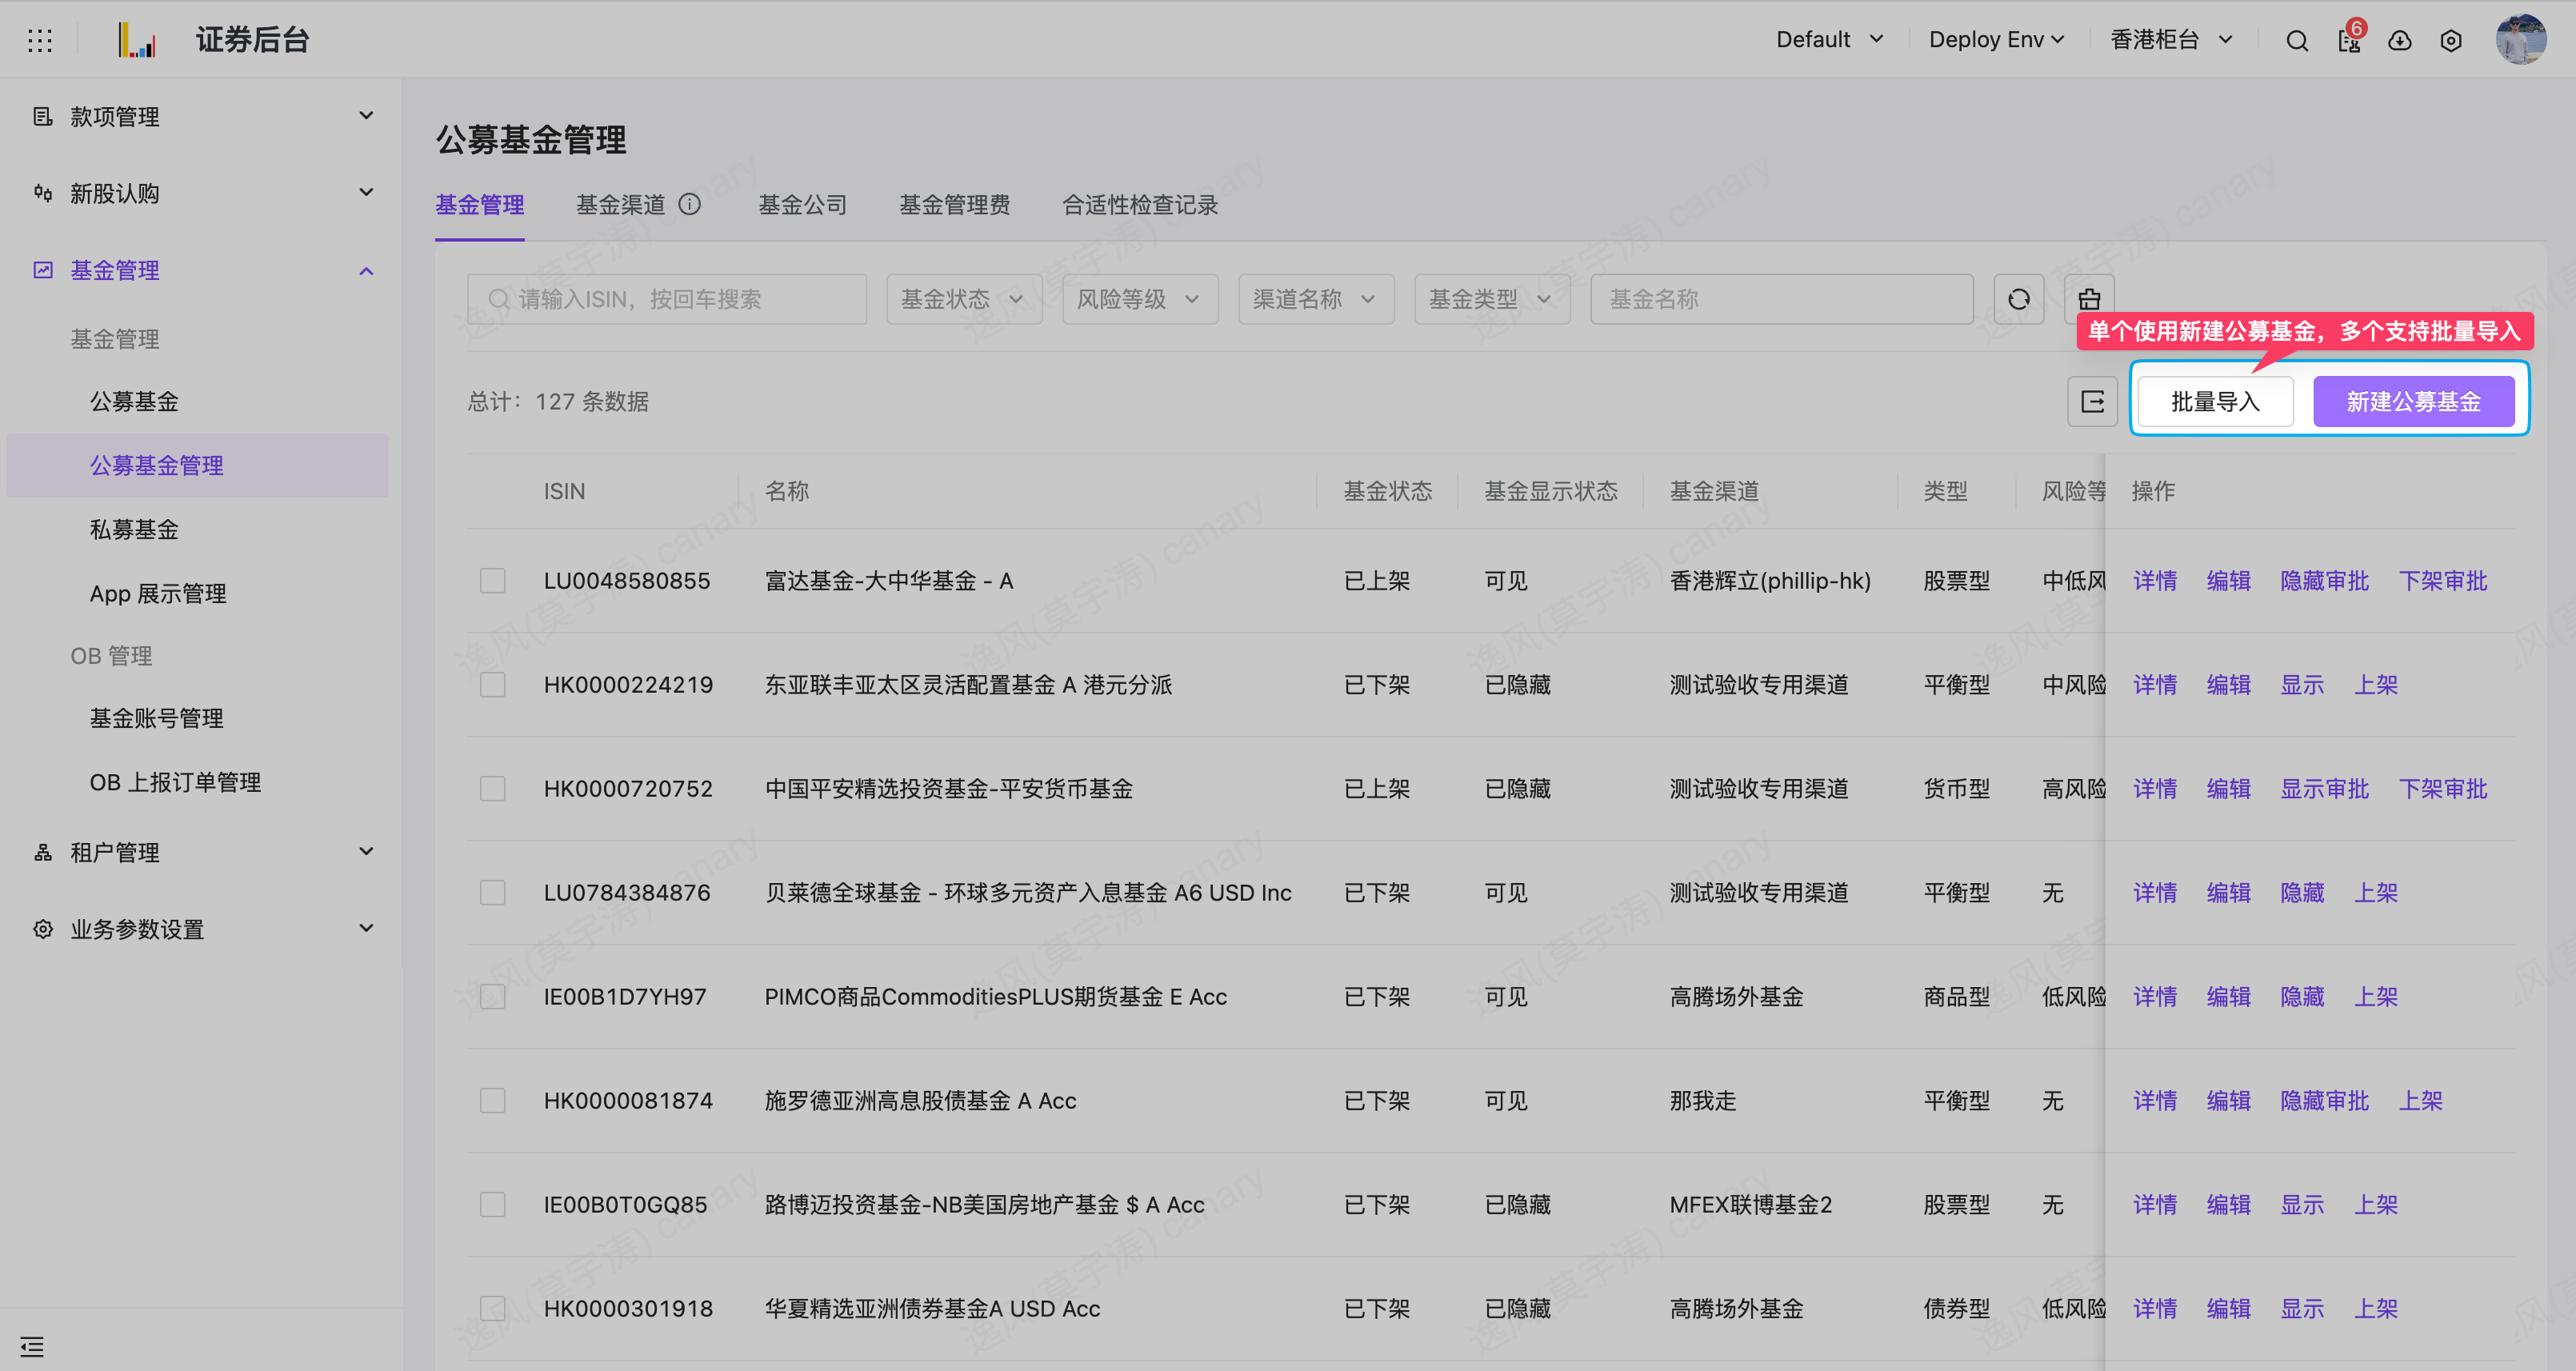 证券后台
Default
Deploy Env
香港柜台
6
款项管理
新股认购
基金管理
基金管理
公募基金
公募基金管理
私募基金
App 展示管理
OB 管理
基金账号管理
OB 上报订单管理
租户管理
业务参数设置
公募基金管理
基金管理 基金渠道 基金公司 基金管理费 合适性检查记录
请输入ISIN，按回车搜索 基金状态 风险等级 渠道名称 基金类型 基金名称
单个使用新建公募基金，多个支持批量导入
总计：127 条数据 批量导入 新建公募基金
ISIN 名称 基金状态 基金显示状态 基金渠道 类型 风险等 操作
LU0048580855 富达基金-大中华基金 - A 已上架 可见 香港辉立(phillip-hk) 股票型 中低风 详情 编辑 隐藏审批 下架审批
HK0000224219 东亚联丰亚太区灵活配置基金 A 港元分派 已下架 已隐藏 测试验收专用渠道 平衡型 中风险 详情 编辑 显示 上架
HK0000720752 中国平安精选投资基金-平安货币基金 已上架 已隐藏 测试验收专用渠道 货币型 高风险 详情 编辑 显示审批 下架审批
LU0784384876 贝莱德全球基金 - 环球多元资产入息基金 A6 USD Inc 已下架 可见 测试验收专用渠道 平衡型 无 详情 编辑 隐藏 上架
IE00B1D7YH97 PIMCO商品CommoditiesPLUS期货基金 E Acc 已下架 可见 高腾场外基金 商品型 低风险 详情 编辑 隐藏 上架
HK0000081874 施罗德亚洲高息股债基金 A Acc 已下架 可见 那我走 平衡型 无 详情 编辑 隐藏审批 上架
IE00B0T0GQ85 路博迈投资基金-NB美国房地产基金 $ A Acc 已下架 已隐藏 MFEX联博基金2 股票型 无 详情 编辑 显示 上架
HK0000301918 华夏精选亚洲债券基金A USD Acc 已下架 已隐藏 高腾场外基金 债券型 低风险 详情 编辑 显示 上架
逸风(莫宇涛) canary